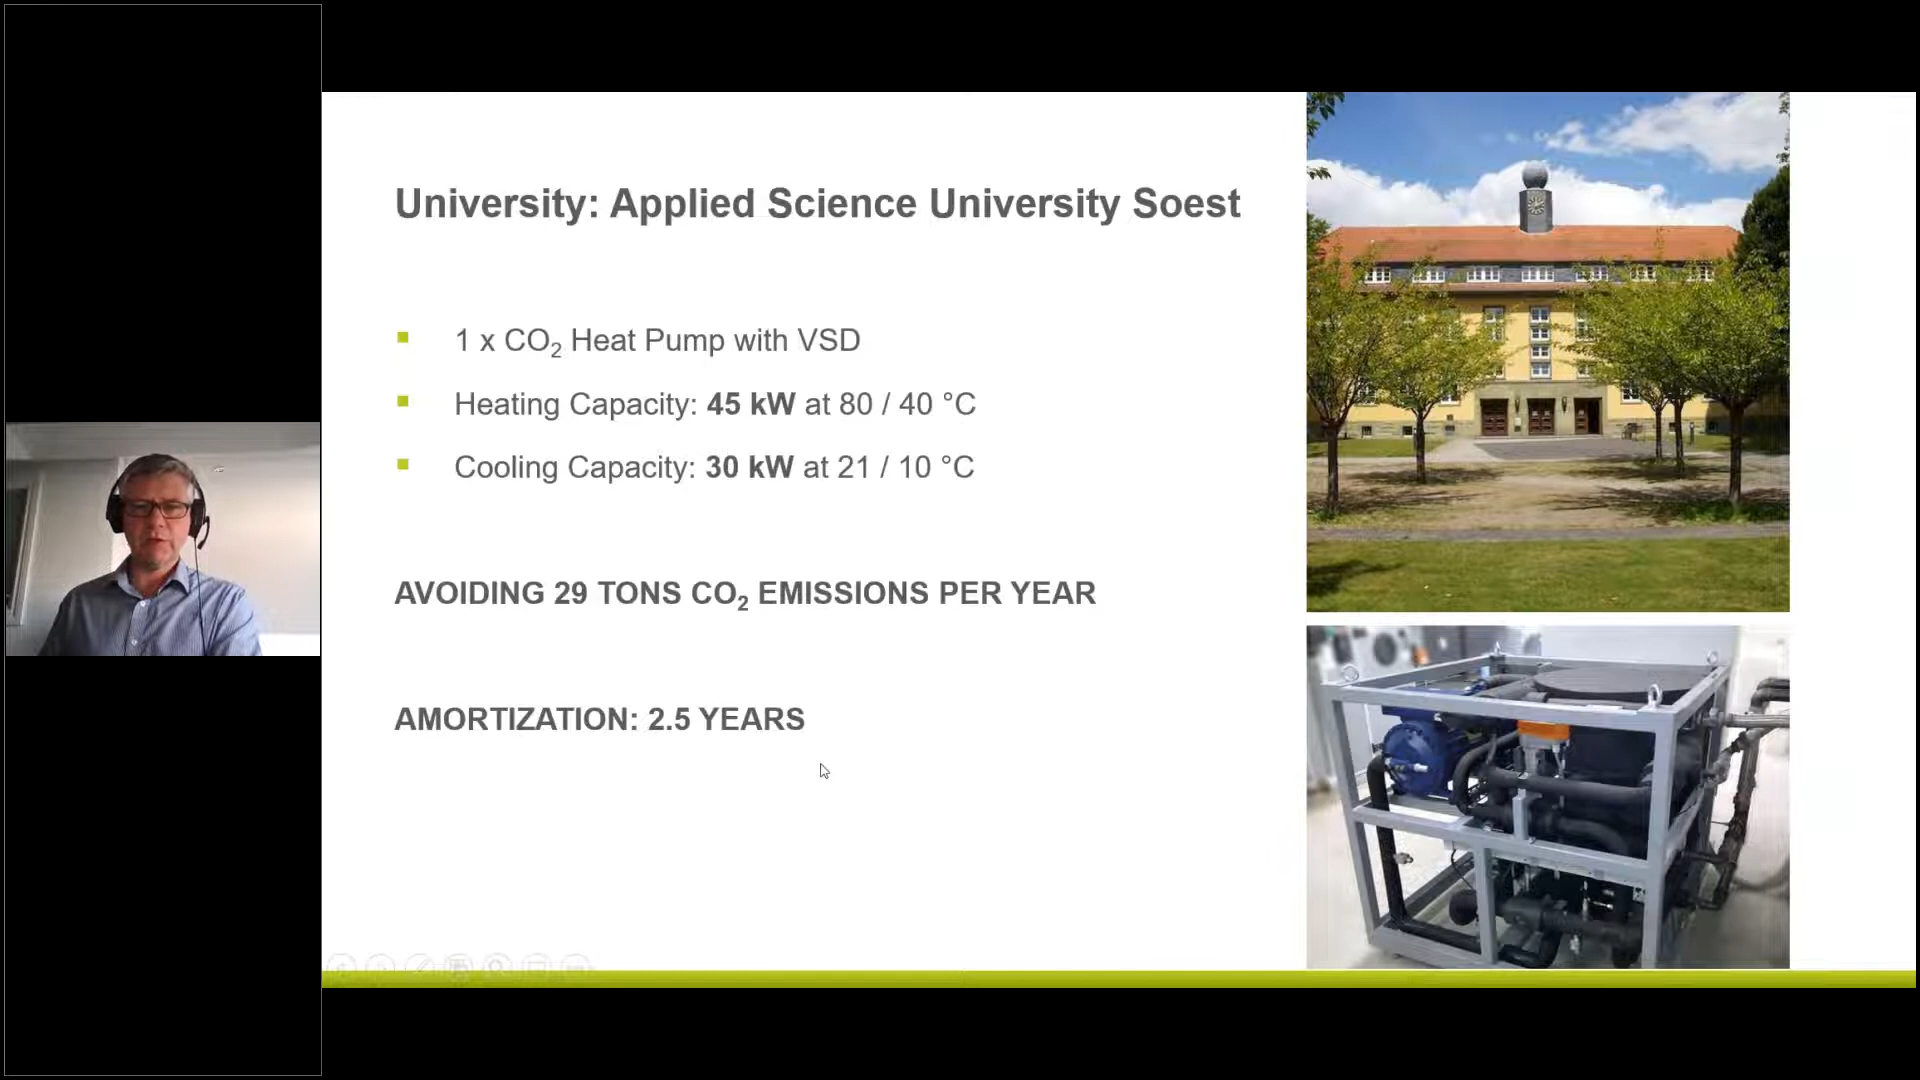 University: Applied Science University Soest
1 x CO₂ Heat Pump with VSD
Heating Capacity: 45 kW at 80 / 40 °C
Cooling Capacity: 30 kW at 21 / 10 °C
AVOIDING 29 TONS CO₂ EMISSIONS PER YEAR
AMORTIZATION: 2.5 YEARS